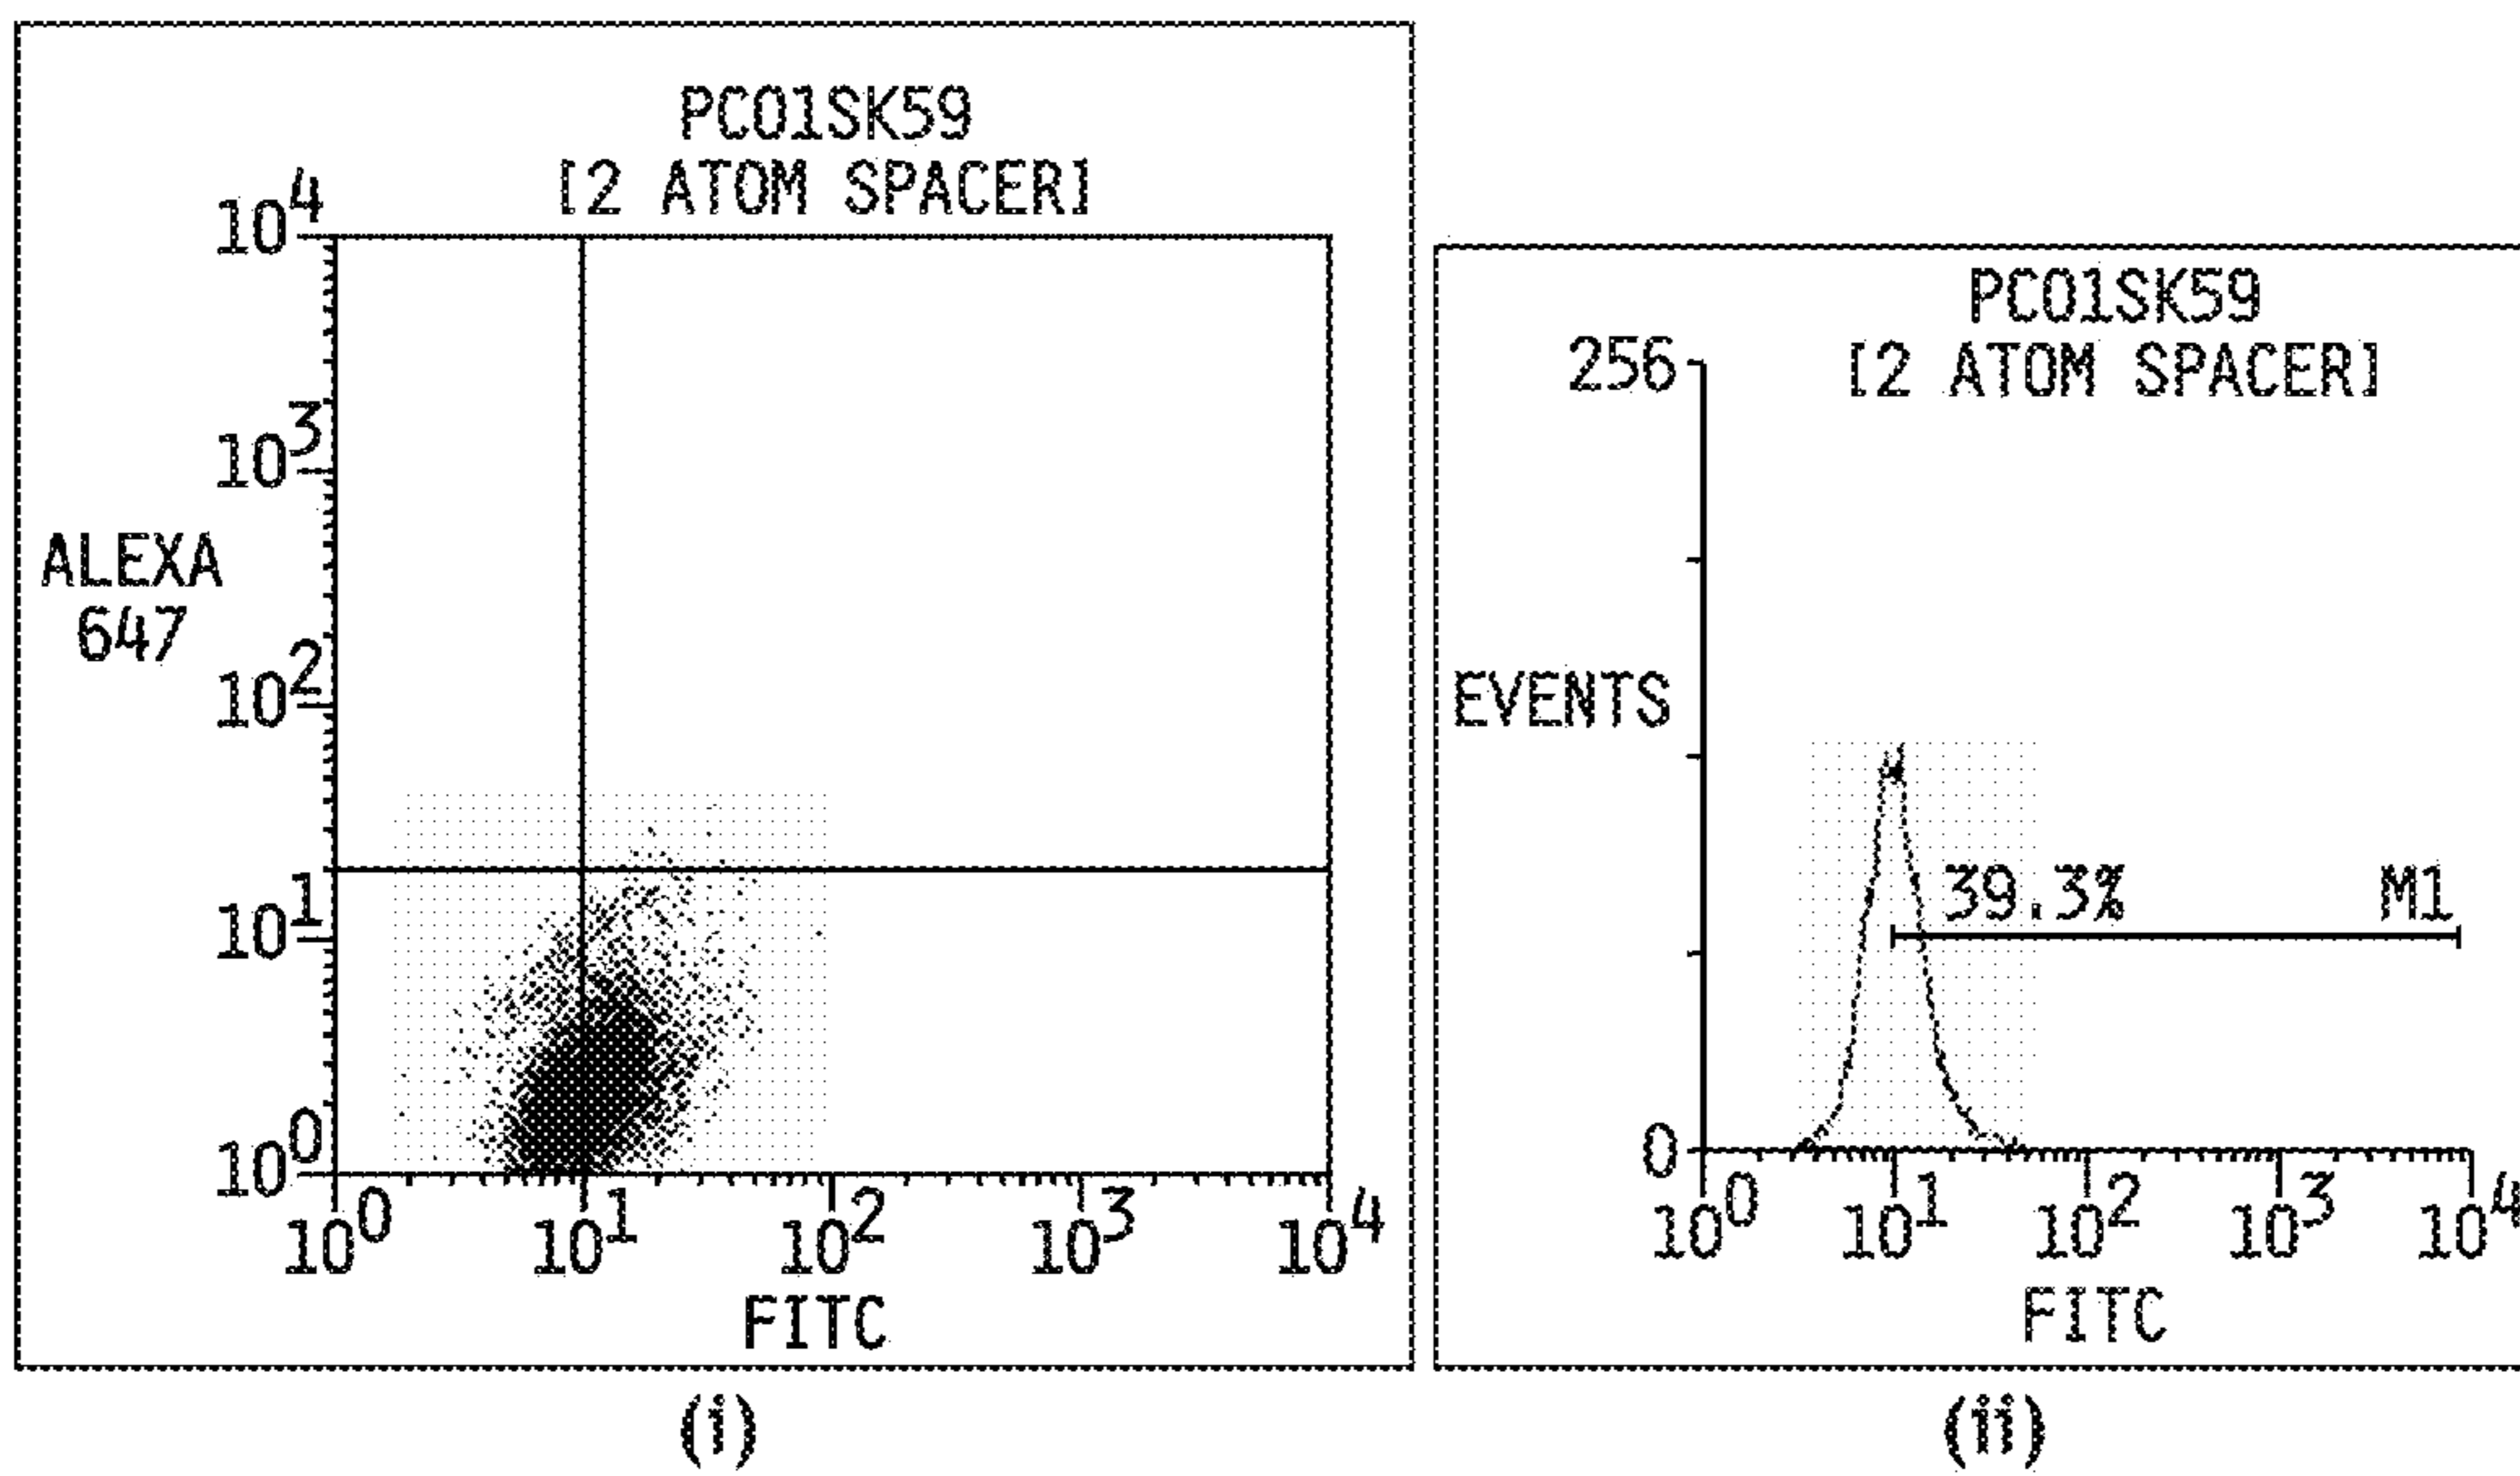 PC01SK59
[2 ATOM SPACER]
10^4
10^3
ALEXA
647
10^2
10^1
10^0
10^0 10^1 10^2 10^3 10^4
FITC
(i)
PC01SK59
[2 ATOM SPACER]
256
EVENTS
39.3% M1
0
10^0 10^1 10^2 10^3 10^4
FITC
(ii)